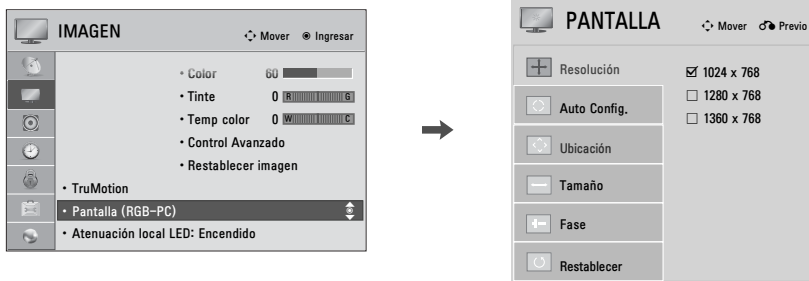 IMAGEN
Mover
Ingresar
• Color 60
• Tinte 0 R G
• Temp color 0 W C
• Control Avanzado
• Restablecer imagen
• TruMotion
• Pantalla (RGB-PC)
• Atenuación local LED: Encendido
PANTALLA
Mover
Previo
Resolución
Auto Config.
Ubicación
Tamaño
Fase
Restablecer
1024 x 768
1280 x 768
1360 x 768